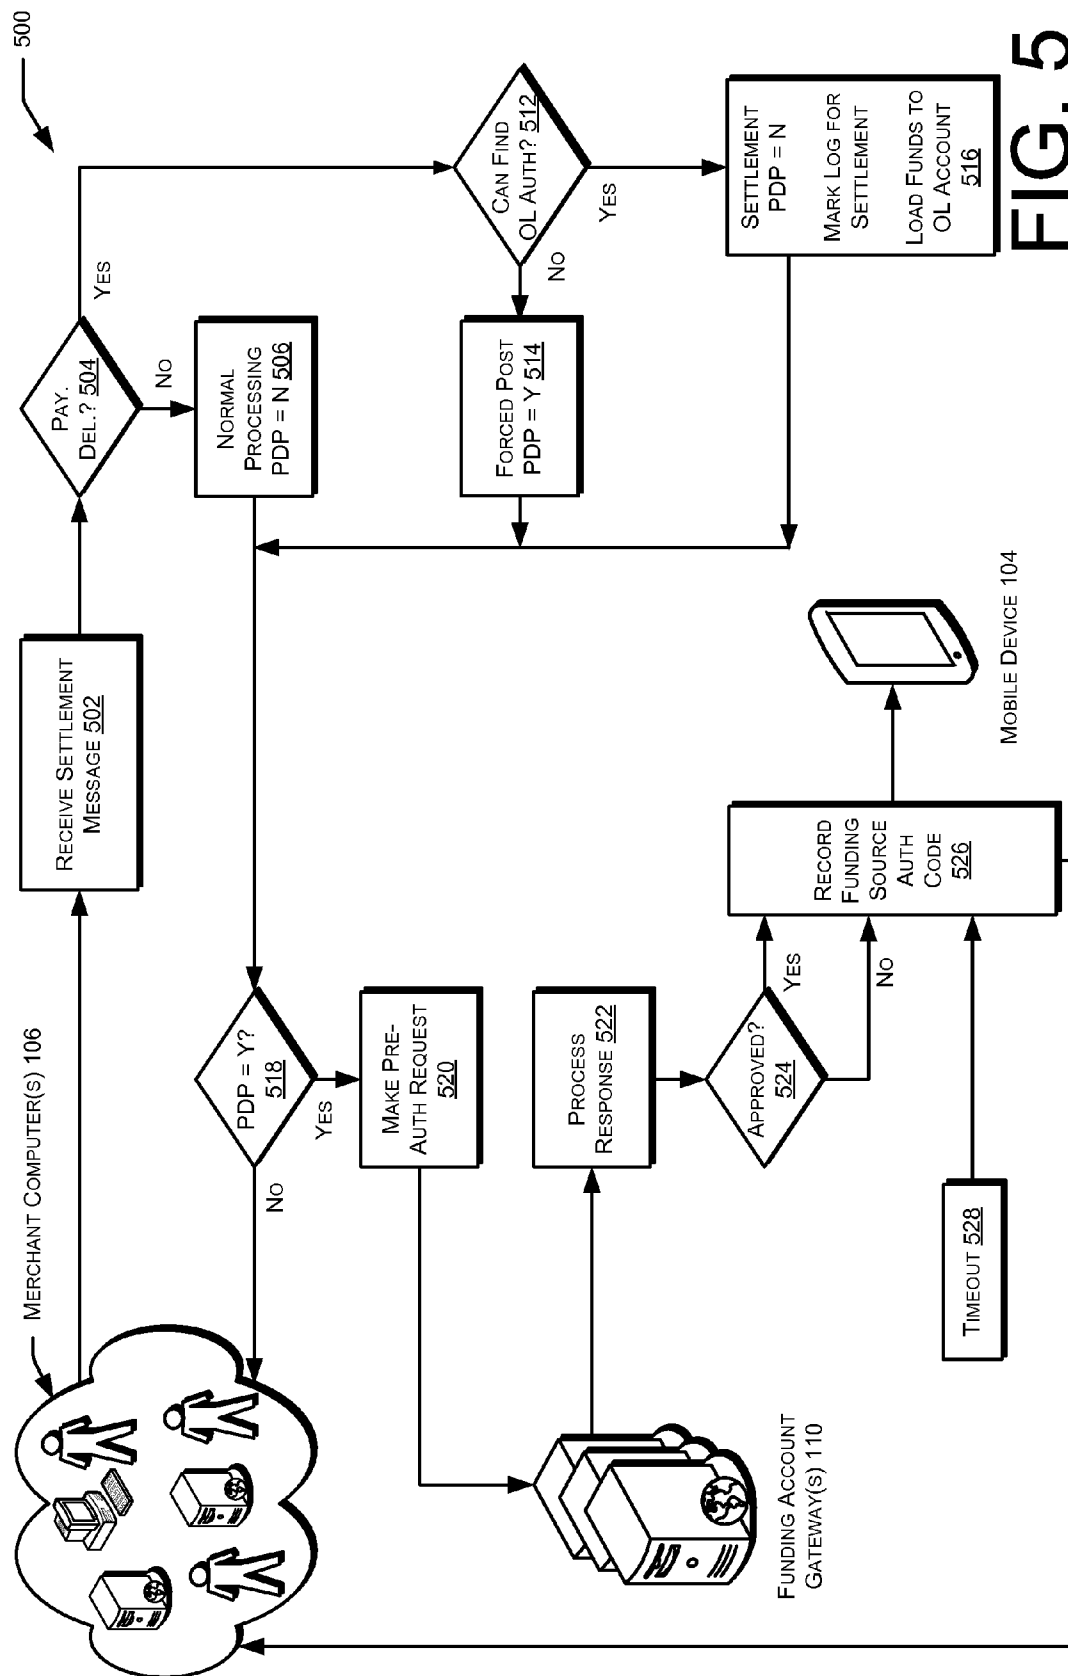 500
MERCHANT COMPUTER(S) 106
RECEIVE SETTLEMENT
MESSAGE 502
PAY.
DEL.? 504
YES
NO
NORMAL
PROCESSING
PDP = N 506
CAN FIND
OL AUTH? 512
NO
YES
FORCED POST
PDP = Y 514
SETTLEMENT
PDP = N
MARK LOG FOR
SETTLEMENT
LOAD FUNDS TO
OL ACCOUNT
516
PDP = Y?
518
NO
YES
MAKE PRE-
AUTH REQUEST
520
FUNDING ACCOUNT
GATEWAY(S) 110
PROCESS
RESPONSE 522
APPROVED?
524
YES
NO
TIMEOUT 528
RECORD
FUNDING
SOURCE
AUTH
CODE
526
MOBILE DEVICE 104
FIG. 5